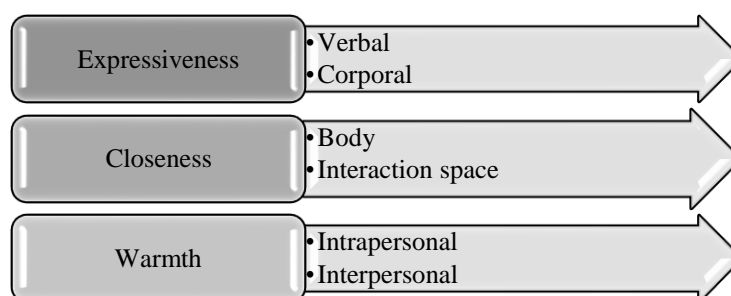 Expressiveness
•Verbal
•Corporal
Closeness
•Body
•Interaction space
Warmth
•Intrapersonal
•Interpersonal